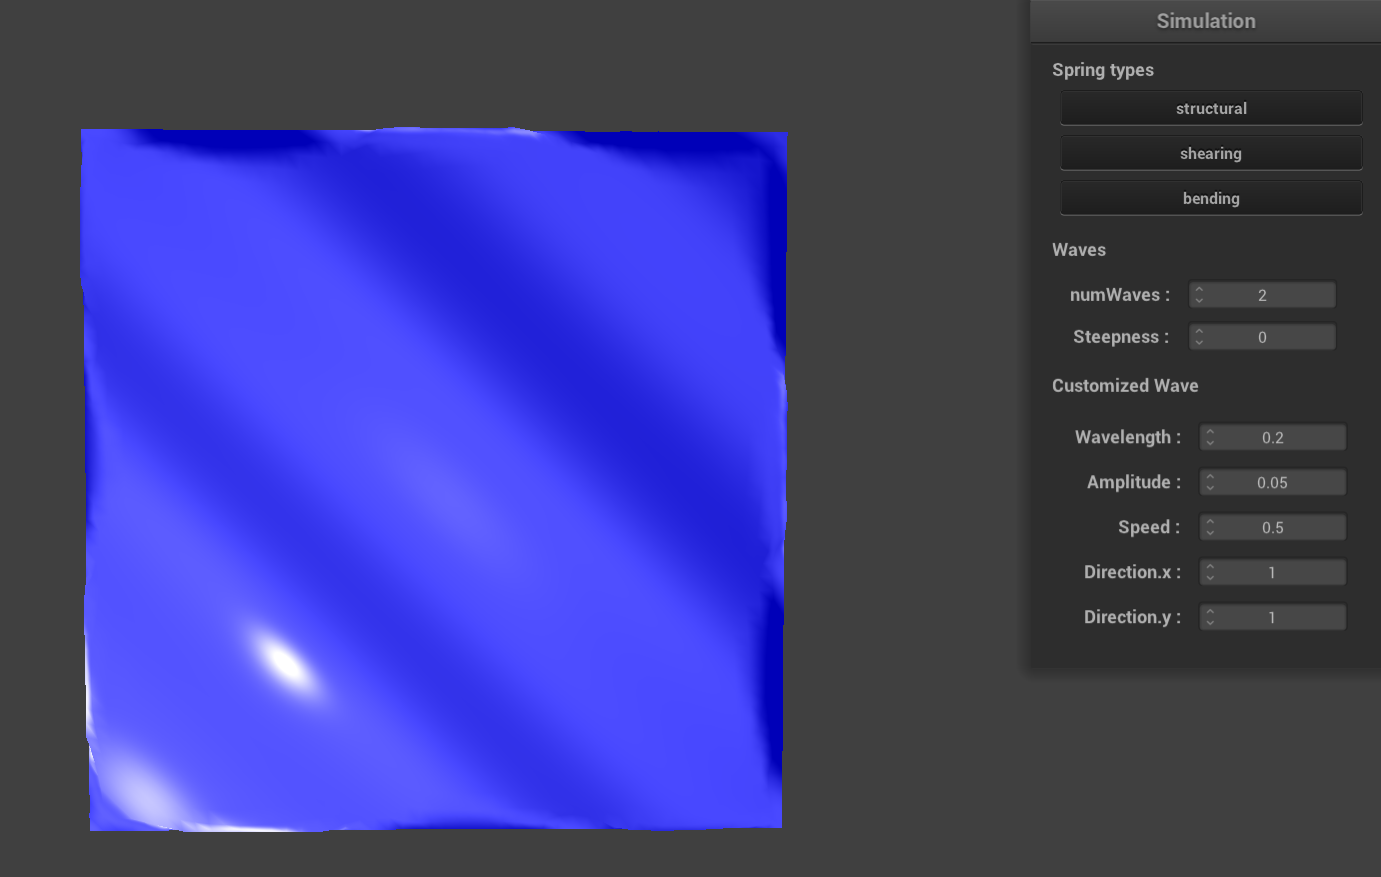 Simulation
Spring types
structural
shearing
bending
Waves
numWaves : 2
Steepness : 0
Customized Wave
Wavelength : 0.2
Amplitude : 0.05
Speed : 0.5
Direction.x : 1
Direction.y : 1